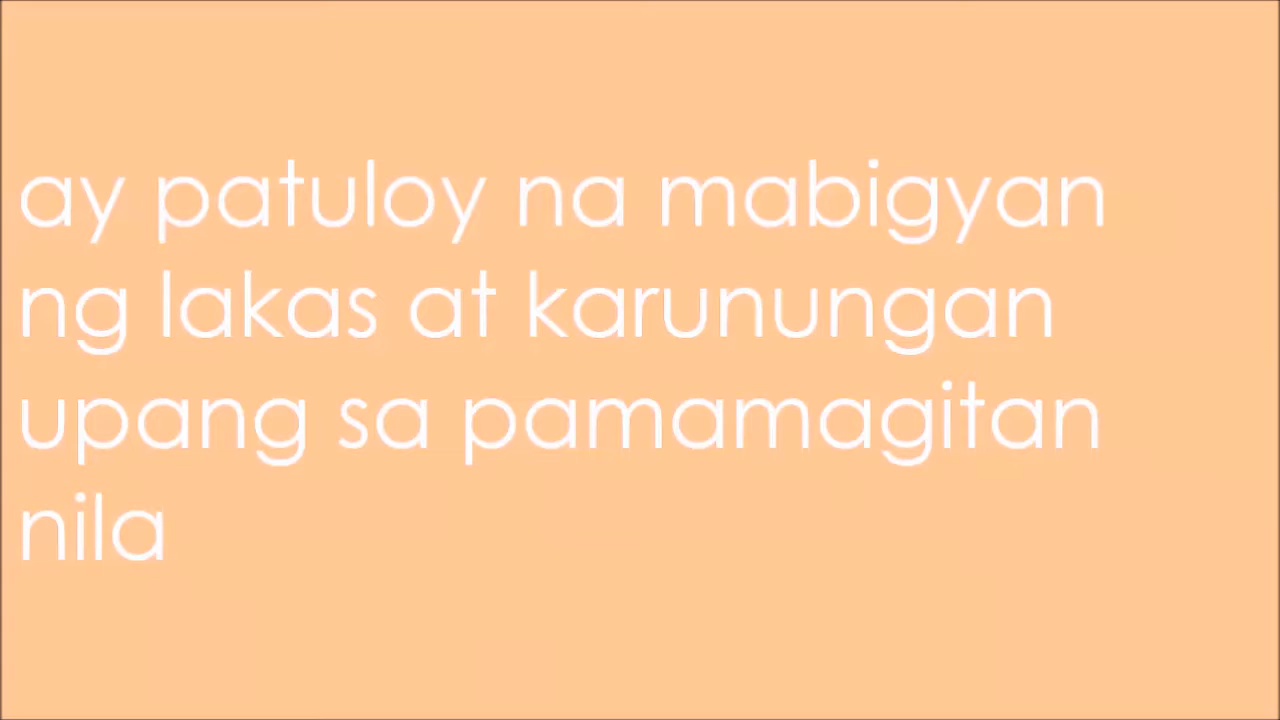 ay patuloy na mabigyan
ng lakas at karunungan
upang sa pamamagitan
nila